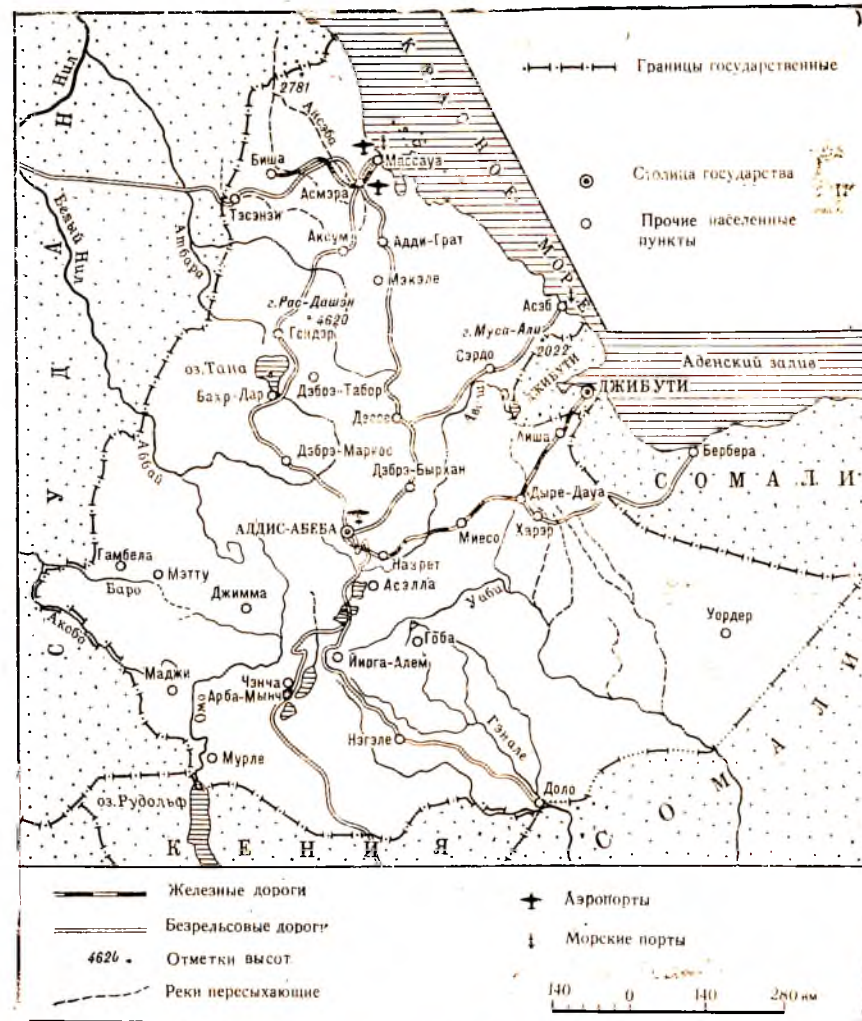 Нил
2781
КРАСНОЕ МОРЕ
Границы государственные
Столица государства
Прочие населенные
пункты
Ансэба
Биша
Массауа
Асмэра
Тэсэнэи
Белый Нил
Атбара
СУДАН
Аксум
Адди-Грат
Мэкэле
г. Рас-Дашэн
4620
Гондэр
Асэб
г. Муса-Али
2022
Сэрдо
ДЖИБУТИ
Аденский залив
ДЖИБУТИ
оз. Тана
Дэбрэ-Табор
Бахр-Дар
Дэссе
Аваш
Аиша
Бербера
СОМАЛИ
Аббай
Дэбрэ-Маркос
Дэбрэ-Бырхан
АДДИС-АБЕБА
Дыре-Дауа
Харэр
Миесо
Назрет
Гамбела
Мэтту
Баро
Джимма
Асэлла
Уаби
Уордер
Акобо
Гоба
Йирга-Алем
Маджи
Чэнча
Арба-Мынч
Омо
Гэнале
Нэгэле
Мурле
Доло
оз. Рудольф
КЕНИЯ
СОМАЛИ
Железные дороги
Аэропорты
Безрельсовые дороги
Морские порты
4620 Отметки высот
Реки пересыхающие
140 0 140 280 км